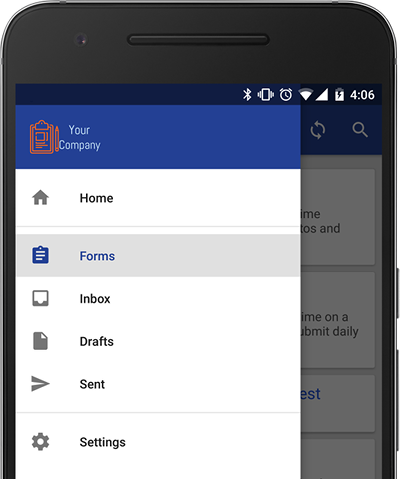 4:06
Your
Company
Home
Forms
Inbox
Drafts
Sent
Settings
ime
tos and
ime on a
ubmit daily
est